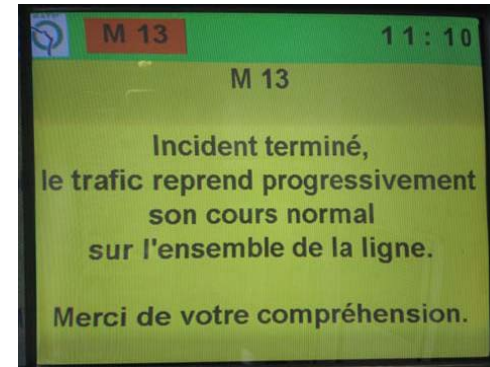 RATP
M 13 11:10
M 13
Incident terminé,
le trafic reprend progressivement
son cours normal
sur l'ensemble de la ligne.
Merci de votre compréhension.